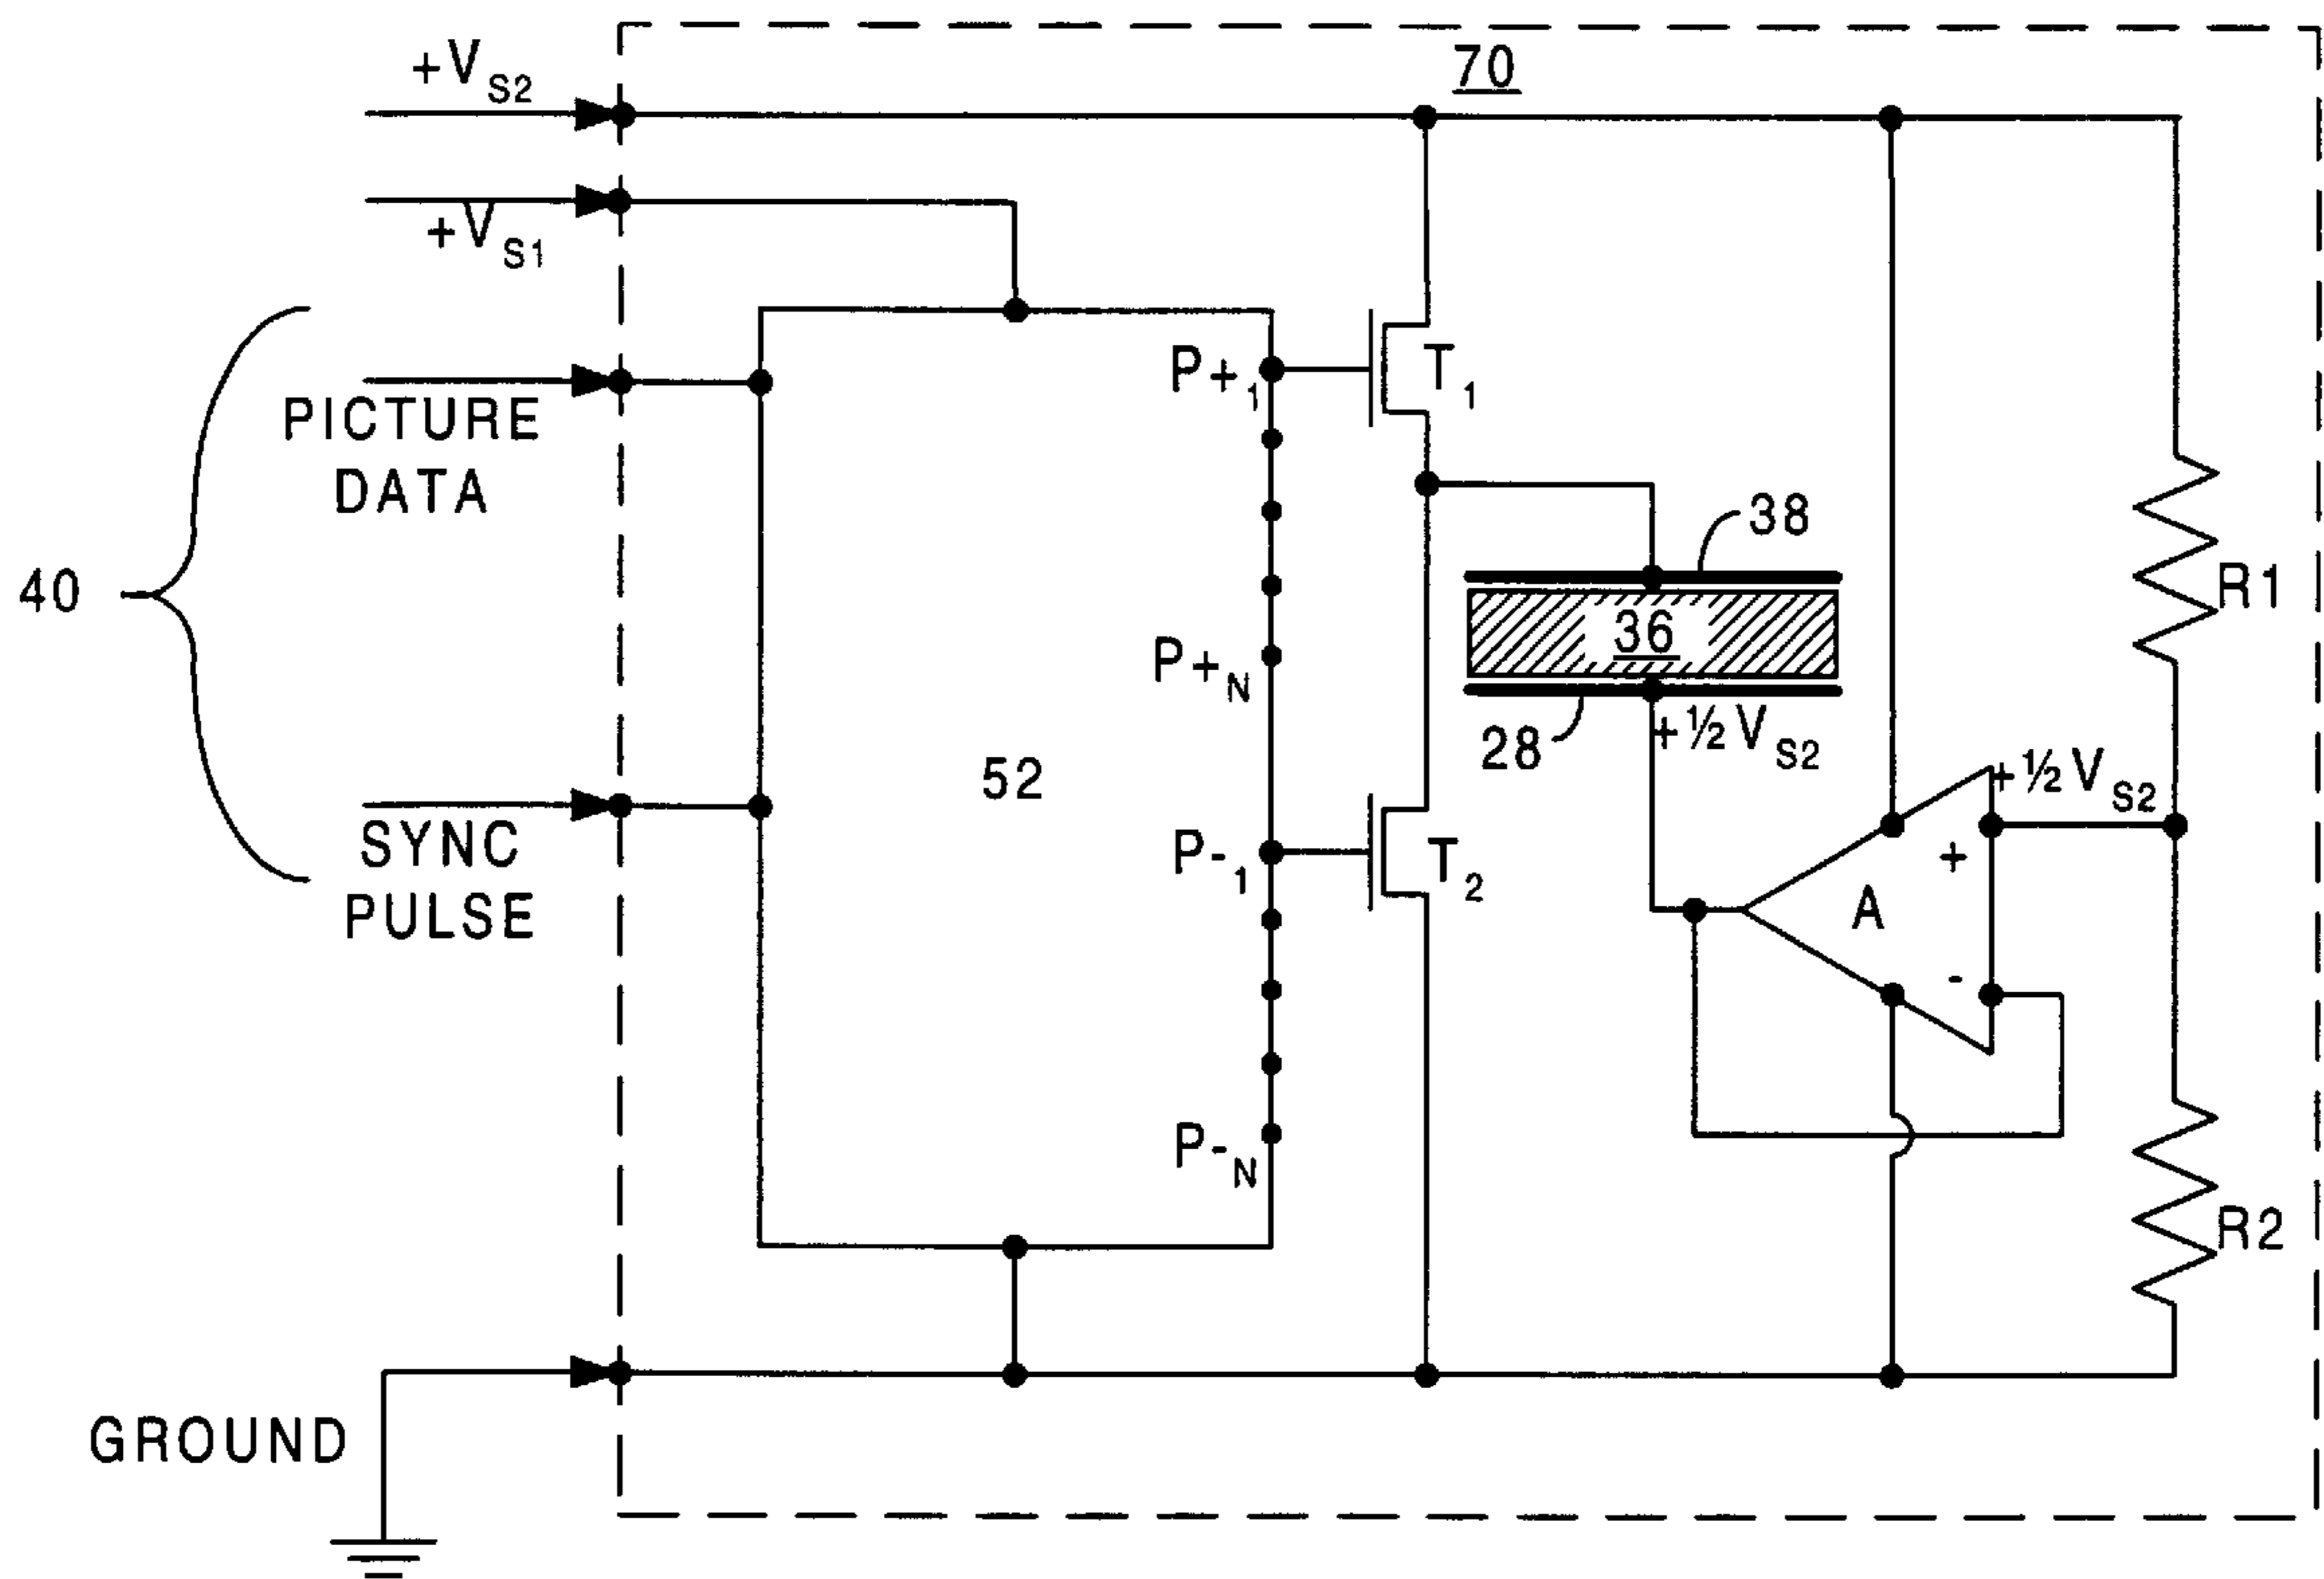 +V S2
70
+V S1
P+ 1
T 1
PICTURE
DATA
38
40
R1
36
P+ N
28
+½ V S2
52
+½ V S2
SYNC
PULSE
P- 1
T 2
+
A
-
P- N
R2
GROUND